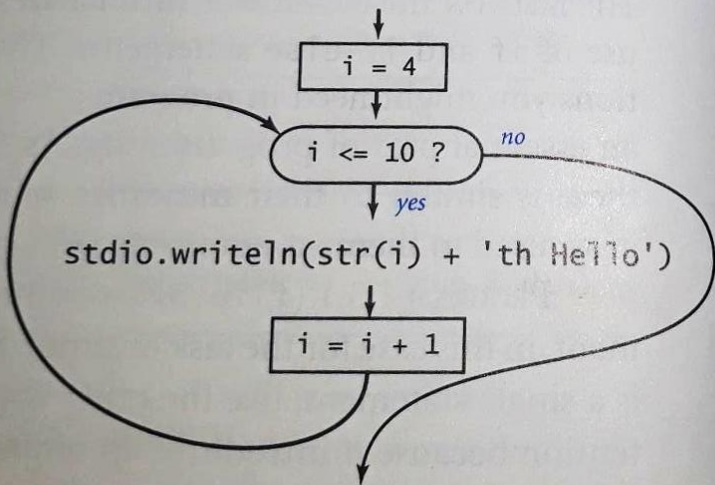 i = 4
i <= 10 ?
no
yes
stdio.writeln(str(i) + 'th Hello')
i = i + 1